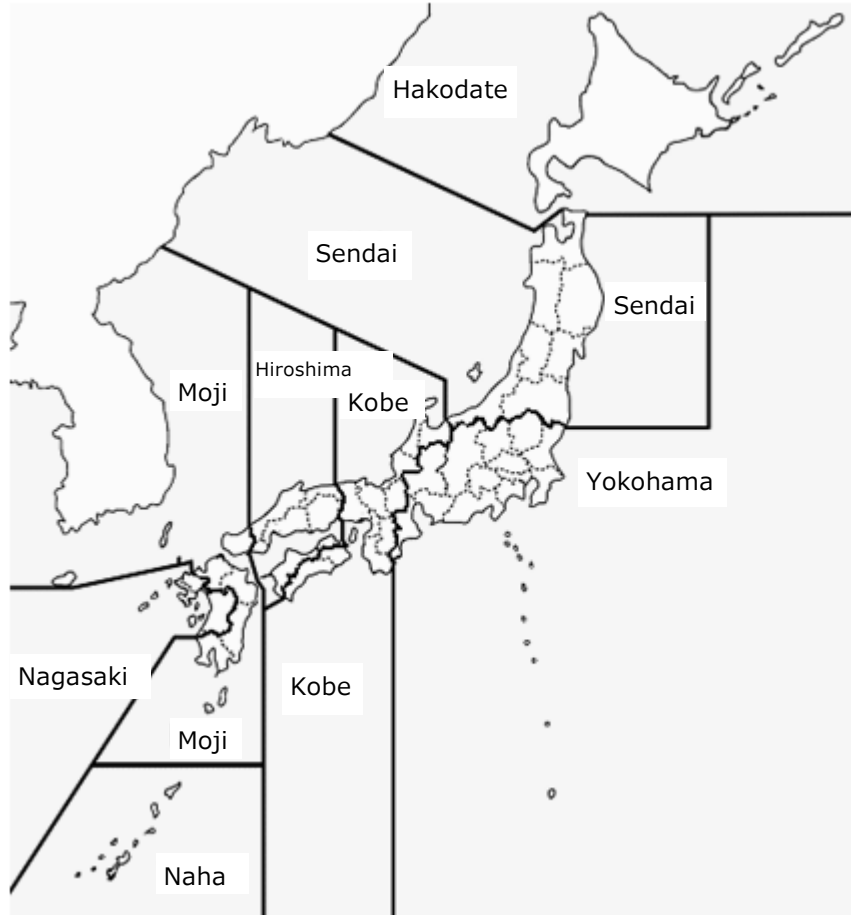 Hakodate
Sendai
Sendai
Hiroshima
Moji
Kobe
Yokohama
Nagasaki
Kobe
Moji
Naha